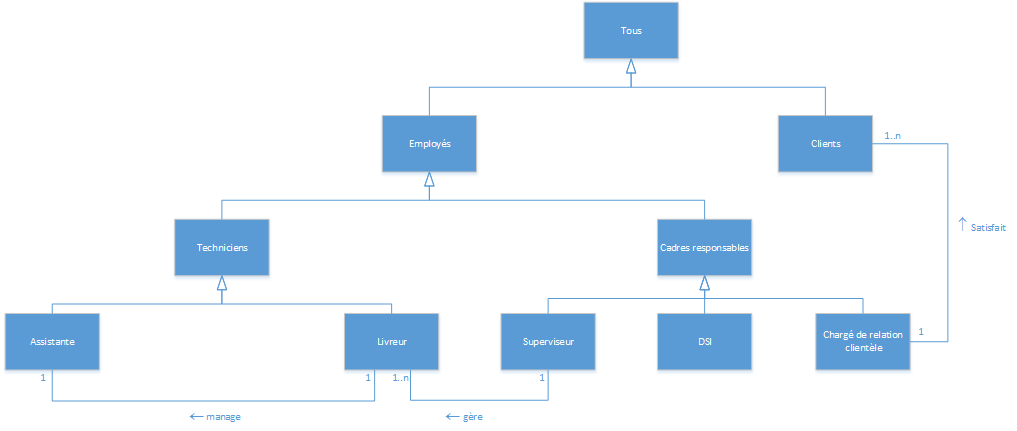 Tous
Employés
Clients
1..n
Techniciens
Cadres responsables
↑ Satisfait
Assistante
Livreur
Superviseur
DSI
Chargé de relation
clientèle
1
1
1
1..n
1
← manage
← gère